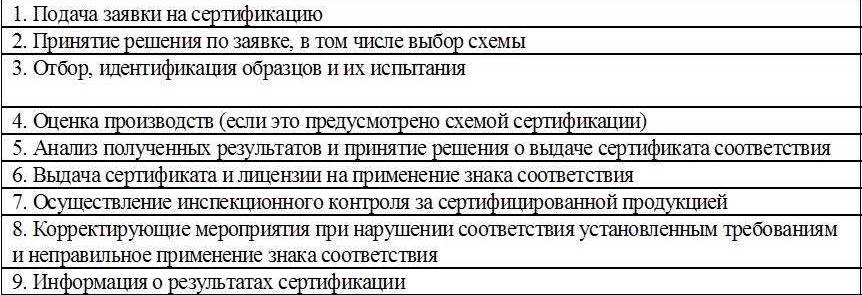 1. Подача заявки на сертификацию
2. Принятие решения по заявке, в том числе выбор схемы
3. Отбор, идентификация образцов и их испытания
4. Оценка производств (если это предусмотрено схемой сертификации)
5. Анализ полученных результатов и принятие решения о выдаче сертификата соответствия
6. Выдача сертификата и лицензии на применение знака соответствия
7. Осуществление инспекционного контроля за сертифицированной продукцией
8. Корректирующие мероприятия при нарушении соответствия установленным требованиям
и неправильное применение знака соответствия
9. Информация о результатах сертификации